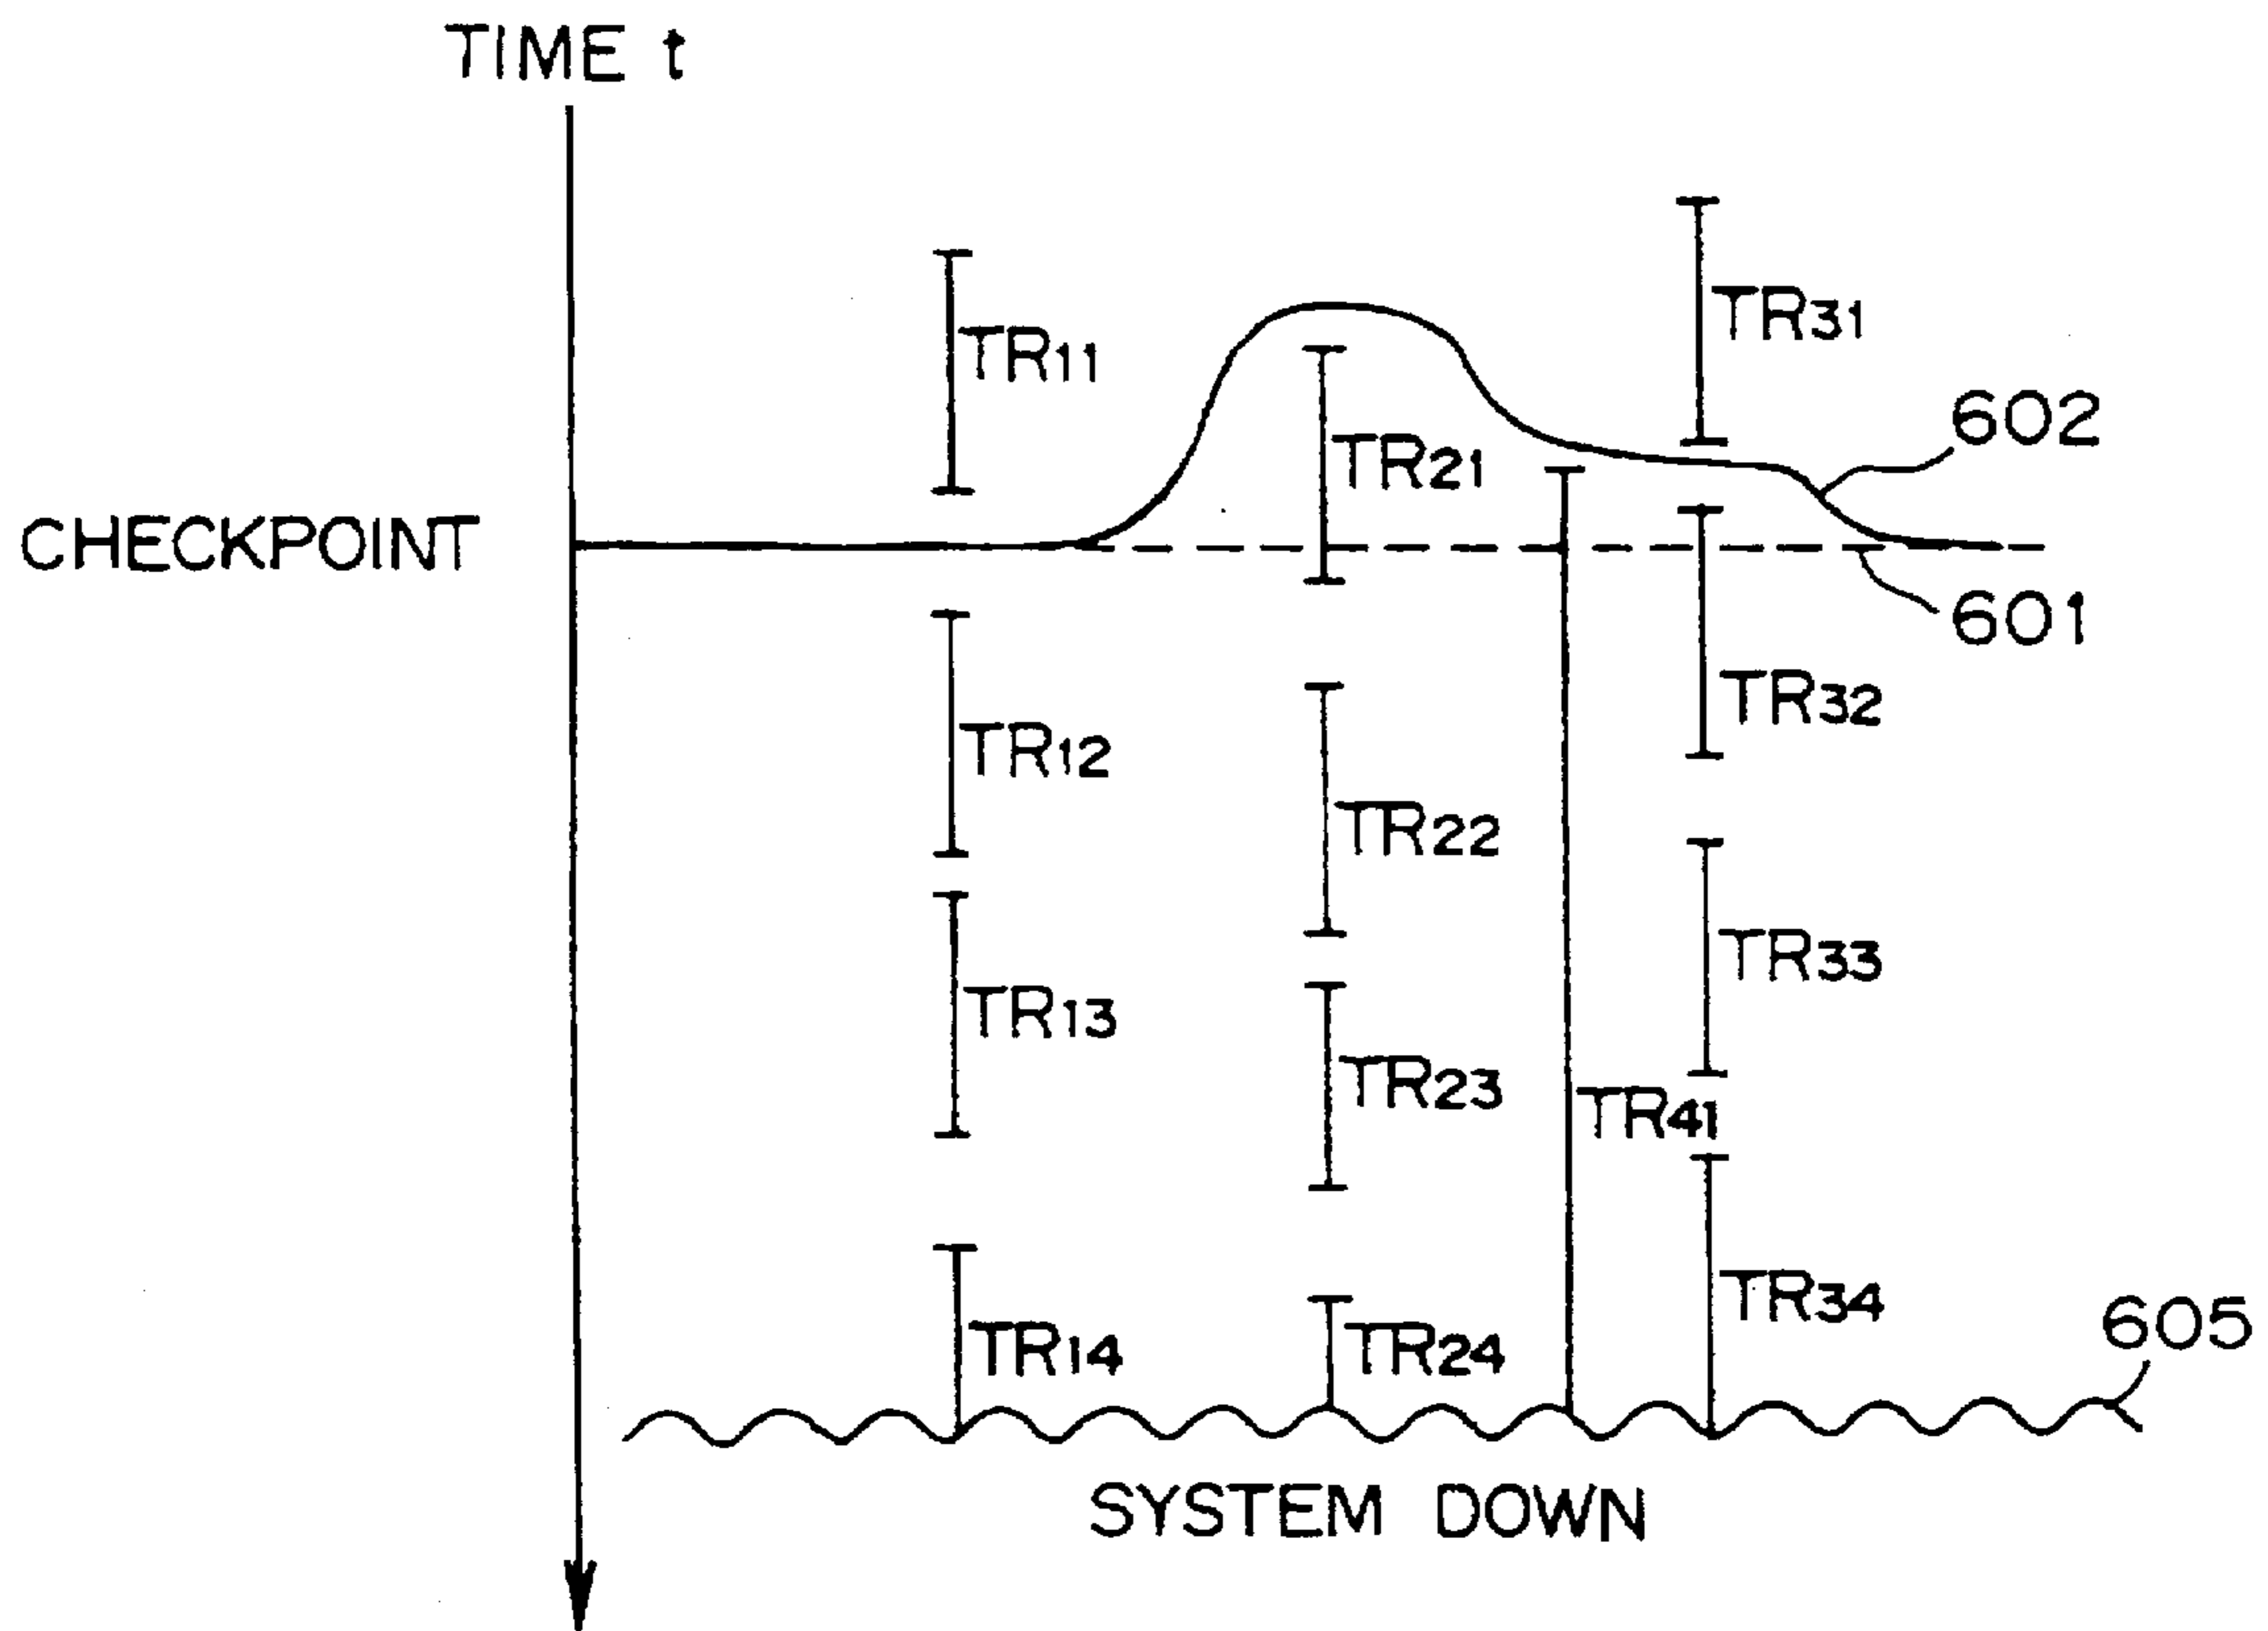 TIME t
TR31
TR11
602
TR21
CHECKPOINT
601
TR32
TR12
TR22
TR33
TR13
TR23
TR41
TR34
605
TR14
TR24
SYSTEM DOWN